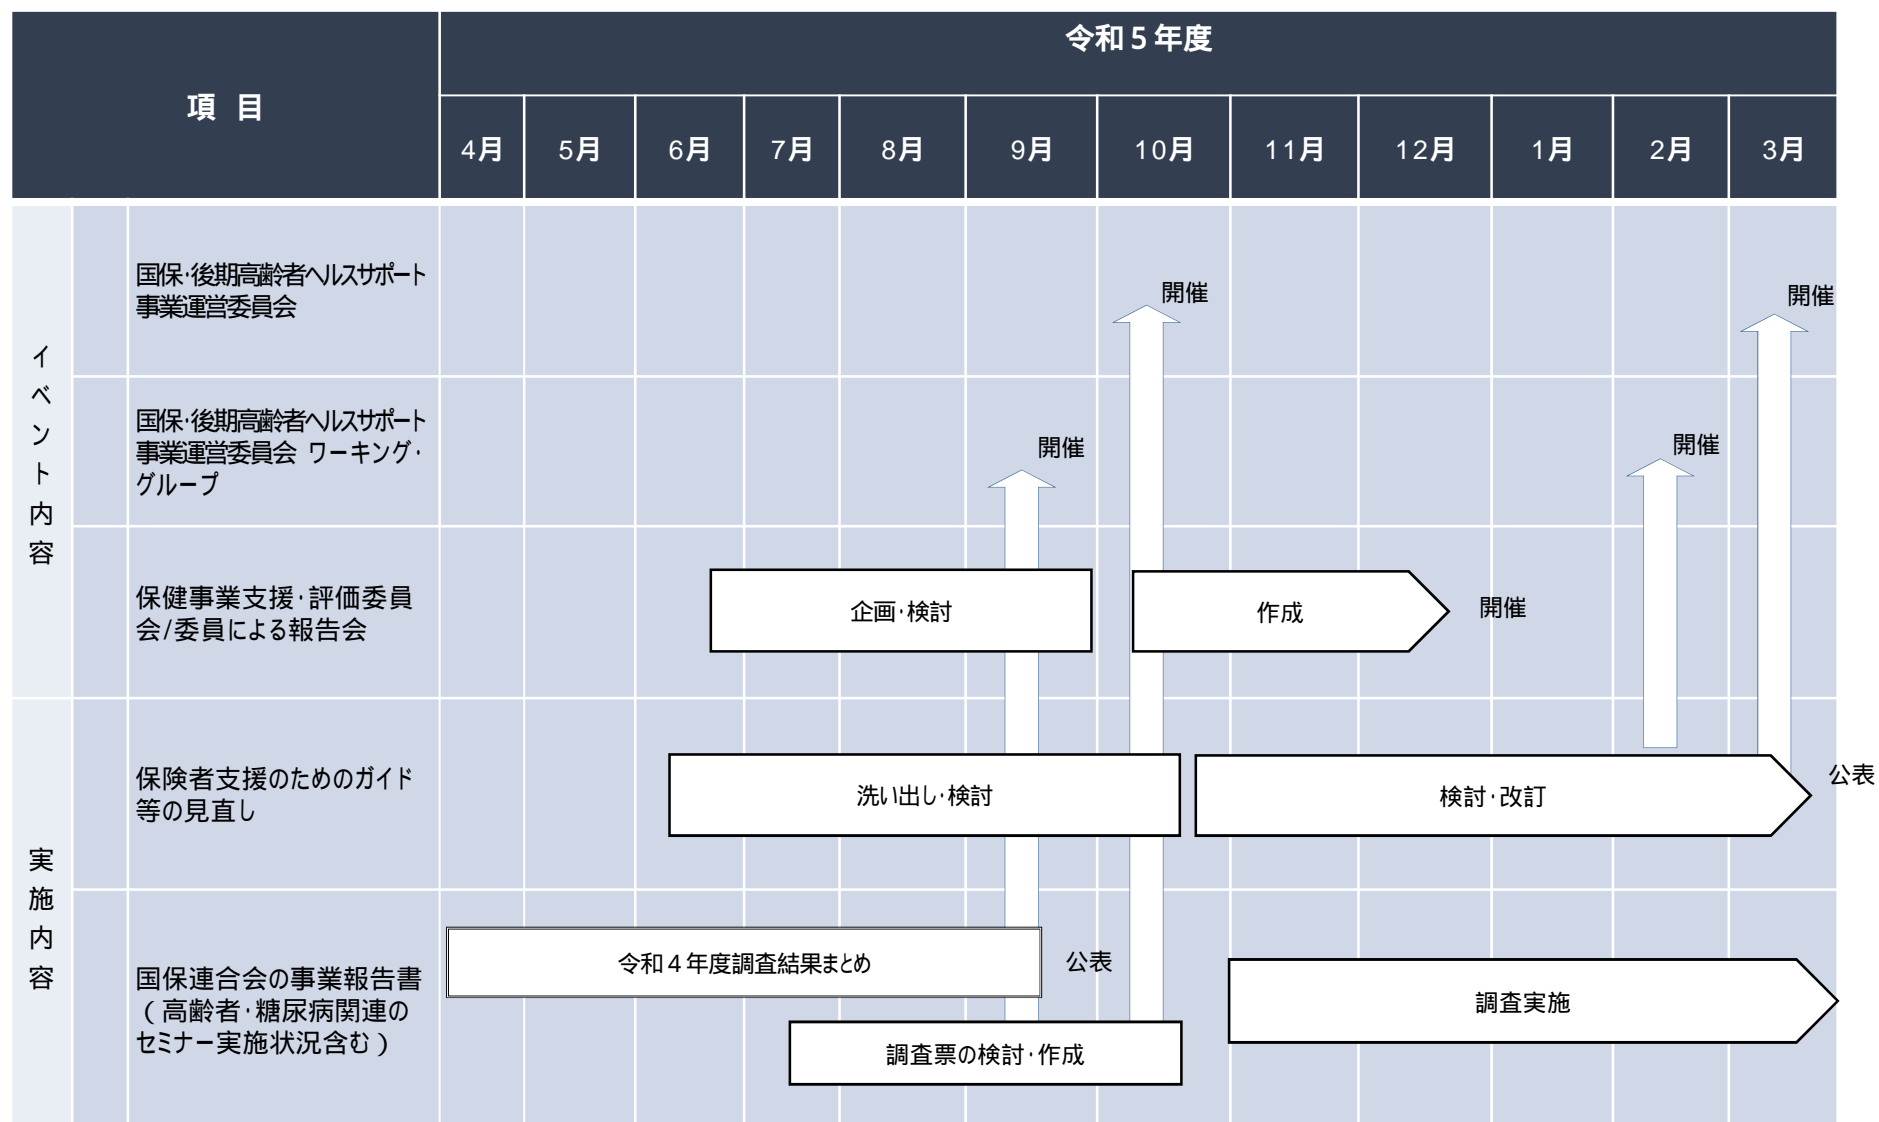 項 目
令和５年度
4月
5月
6月
7月
8月
9月
10月
11月
12月
1月
2月
3月
イベント内容
国保･後期高齢者ヘルスサポート
事業運営委員会
開催
開催
国保･後期高齢者ヘルスサポート
事業運営委員会 ワーキング･
グループ
開催
開催
保健事業支援･評価委員
会/委員による報告会
企画･検討
作成
開催
実施内容
保険者支援のためのガイド
等の見直し
洗い出し･検討
検討･改訂
公表
国保連合会の事業報告書
（高齢者･糖尿病関連の
セミナー実施状況含む）
令和４年度調査結果まとめ
公表
調査実施
調査票の検討･作成